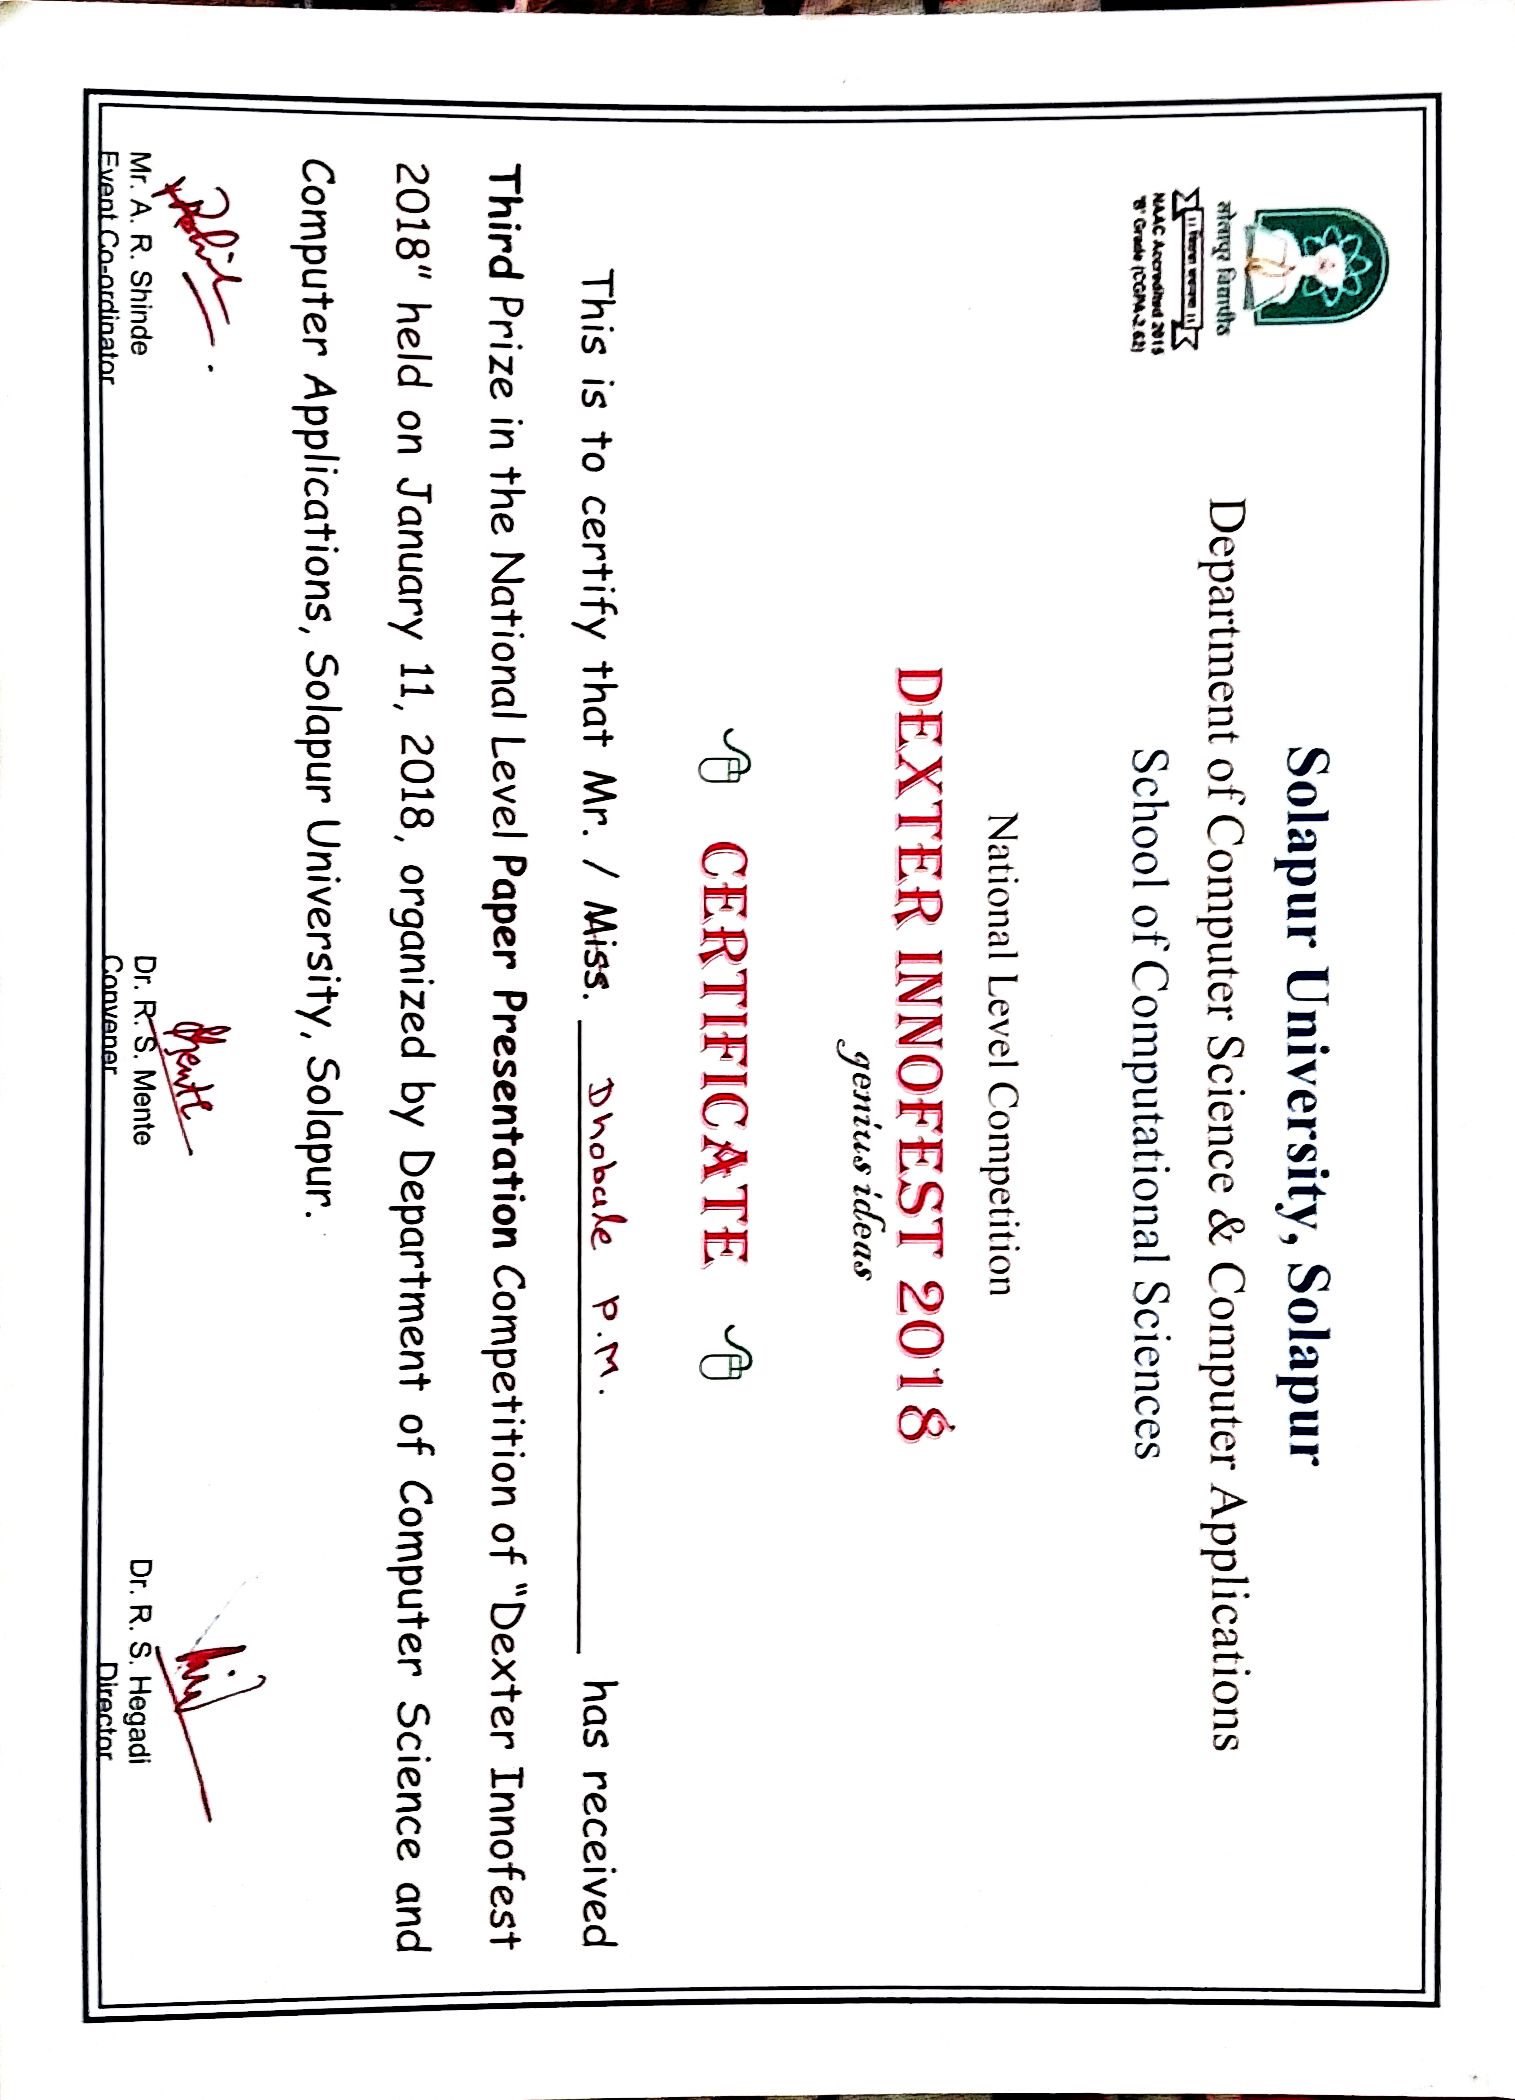 सोलापूर विद्यापीठ
NAAC Accredited 2015
'B' Grade (CGPA-2.62)
Solapur University, Solapur
Department of Computer Science & Computer Applications
School of Computational Sciences
National Level Competition
DEXTER INNOFEST 2018
genius ideas
CERTIFICATE
This is to certify that Mr. / Miss. Dhobale P.M. has received
Third Prize in the National Level Paper Presentation Competition of "Dexter Innofest
2018" held on January 11, 2018, organized by Department of Computer Science and
Computer Applications, Solapur University, Solapur.
Mr. A. R. Shinde
Event Co-ordinator
Dr. R. S. Mente
Convener
Dr. R. S. Hegadi
Director